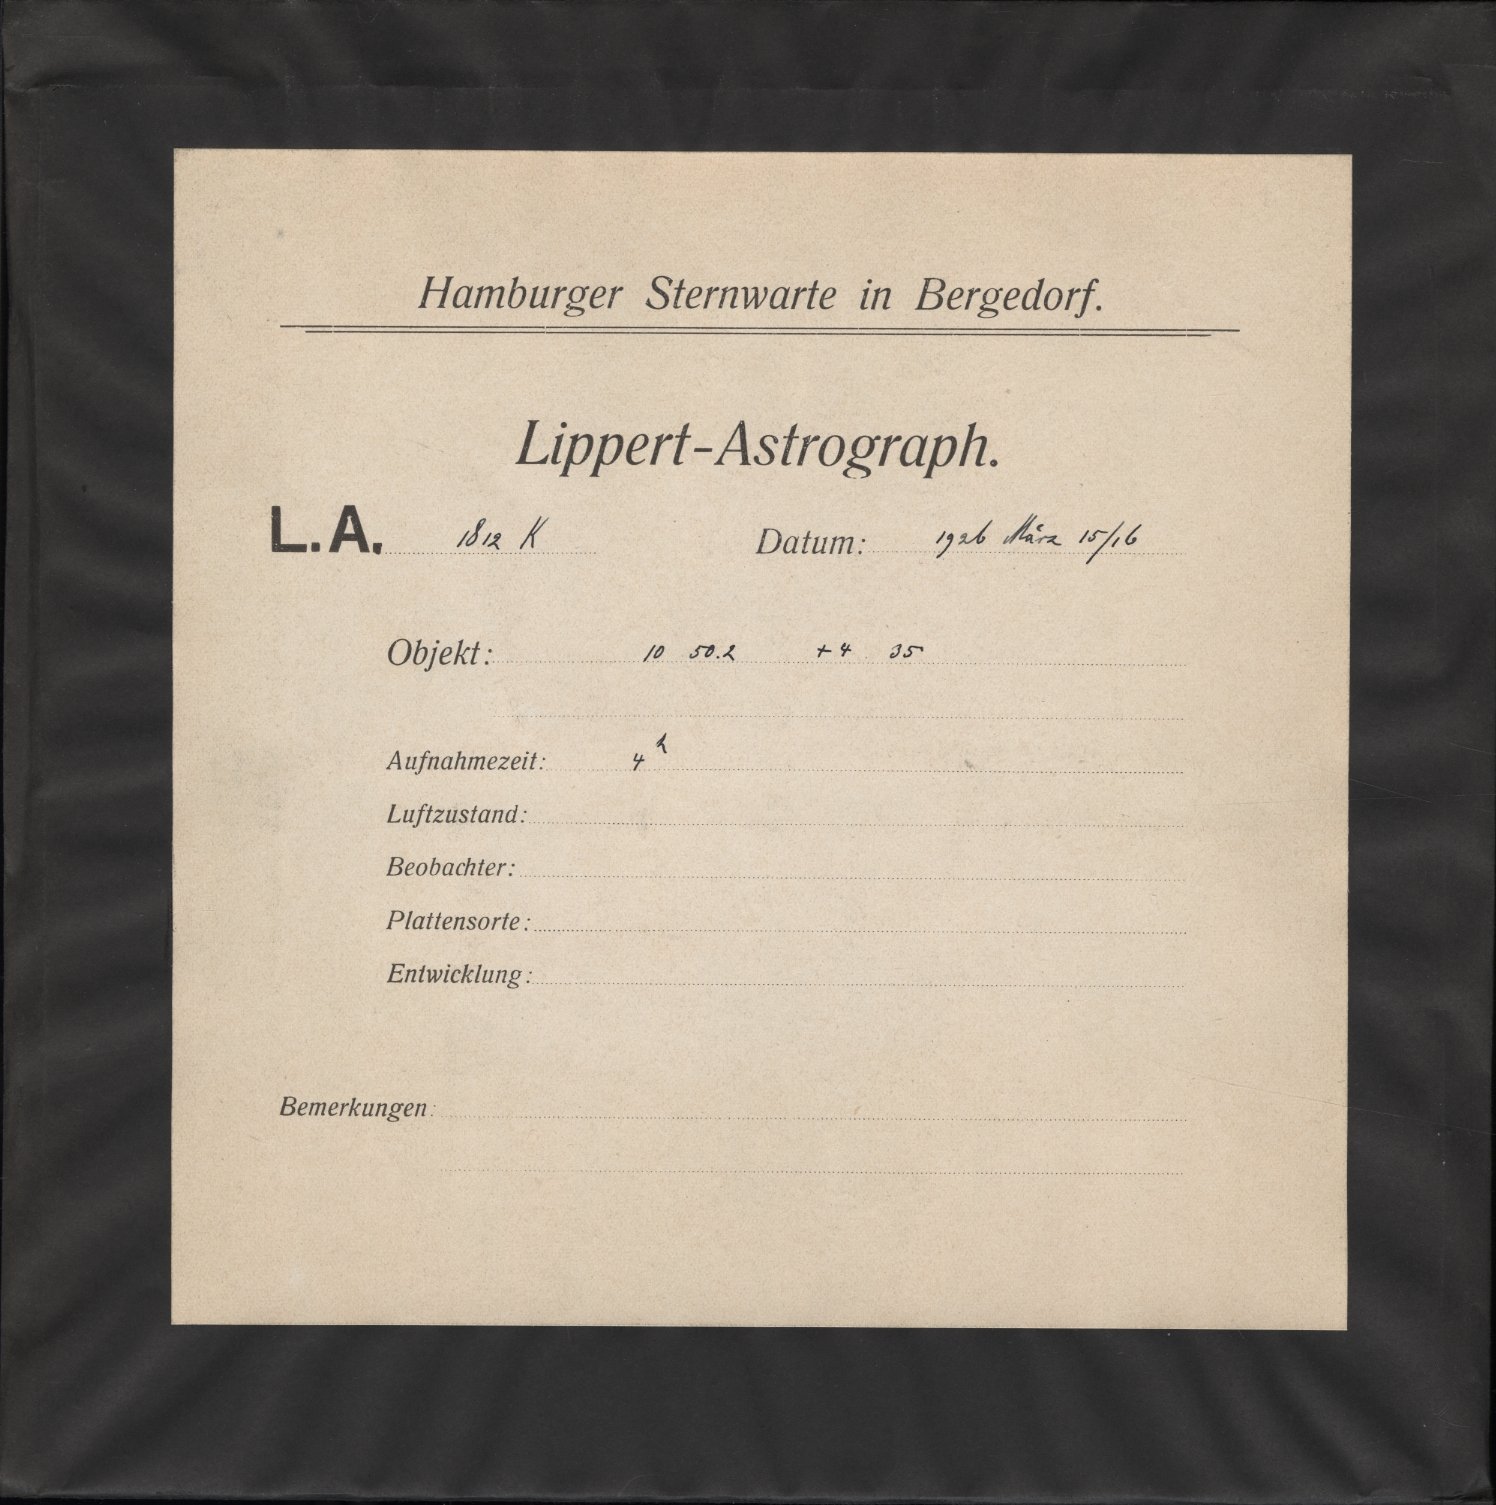 Hamburger Sternwarte in Bergedorf.
Lippert-Astrograph.
L.A. 1812 K Datum: 1926 März 15/16
Objekt: 10 50.2 +4 35
Aufnahmezeit: 4h
Luftzustand:
Beobachter:
Plattensorte:
Entwicklung:
Bemerkungen: